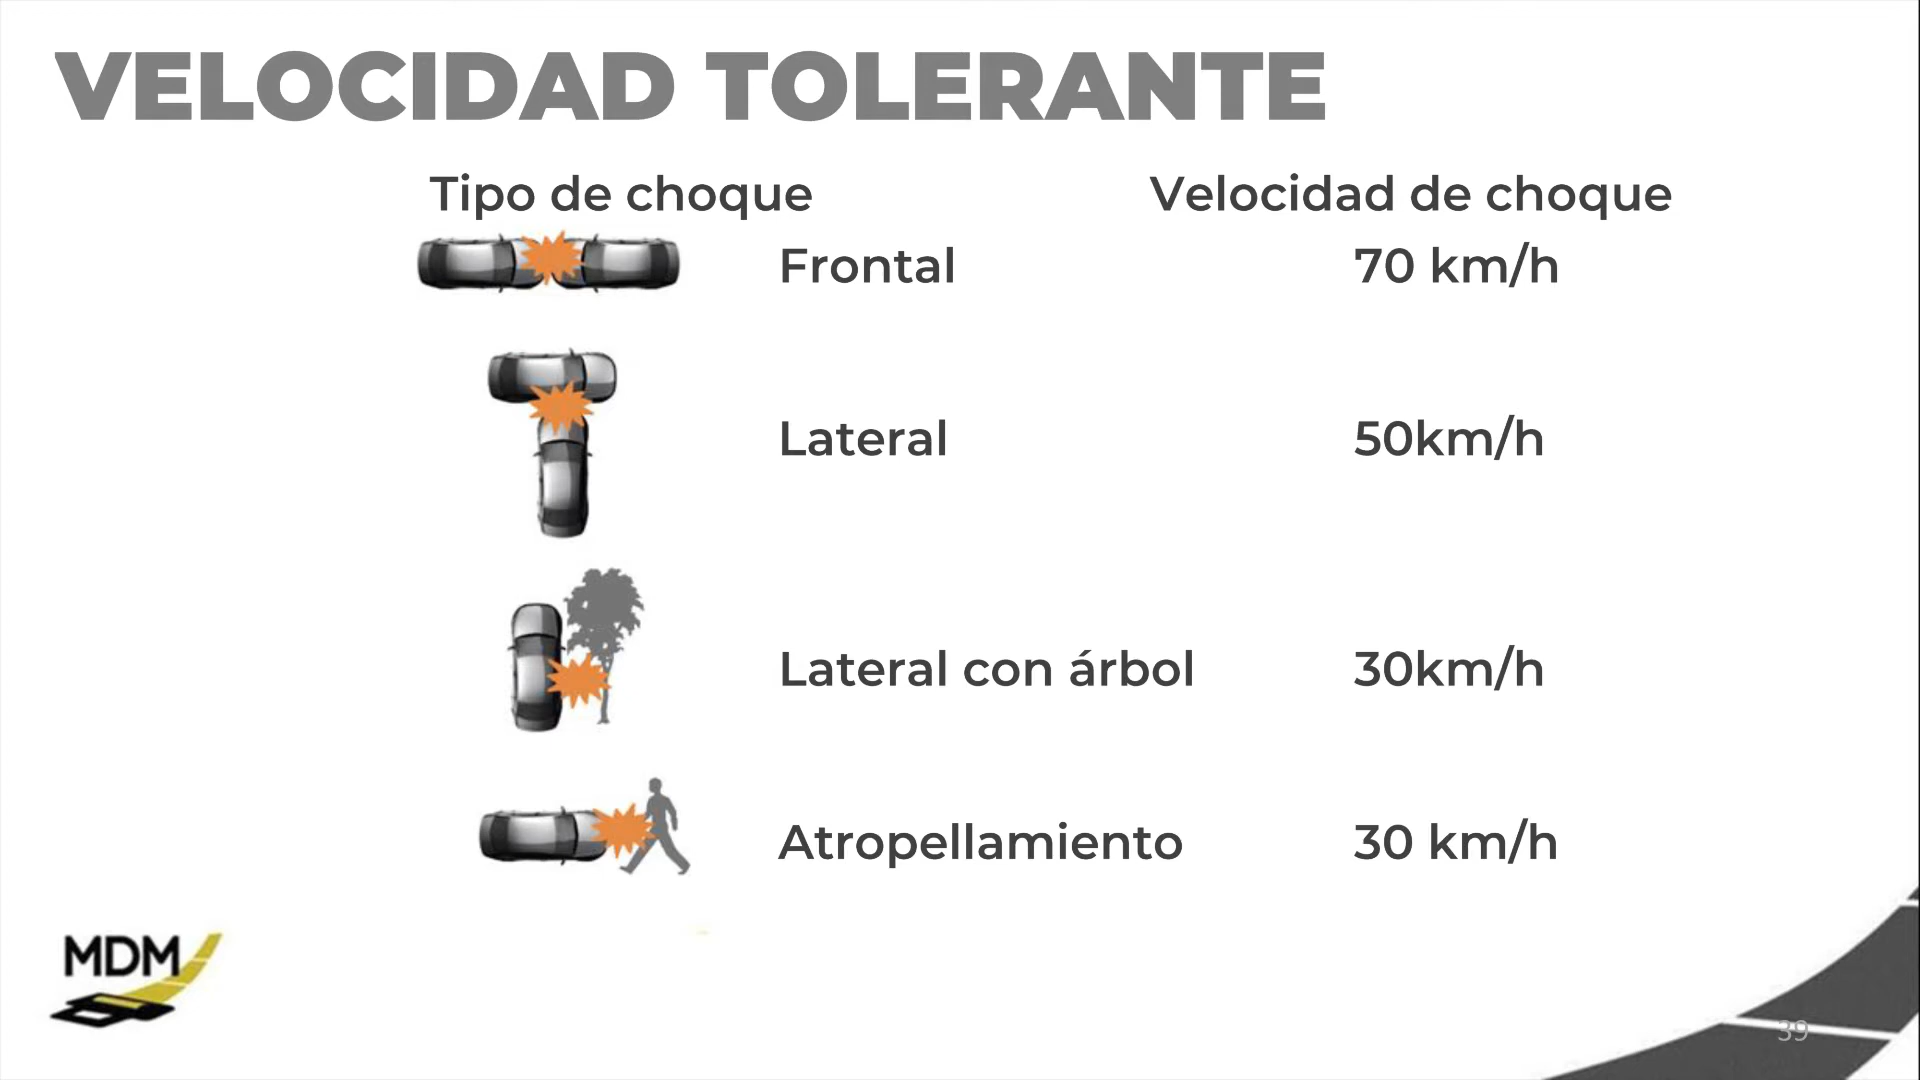 VELOCIDAD TOLERANTE
Tipo de choque Velocidad de choque
Frontal 70 km/h
Lateral 50km/h
Lateral con árbol 30km/h
Atropellamiento 30 km/h
MDM
39